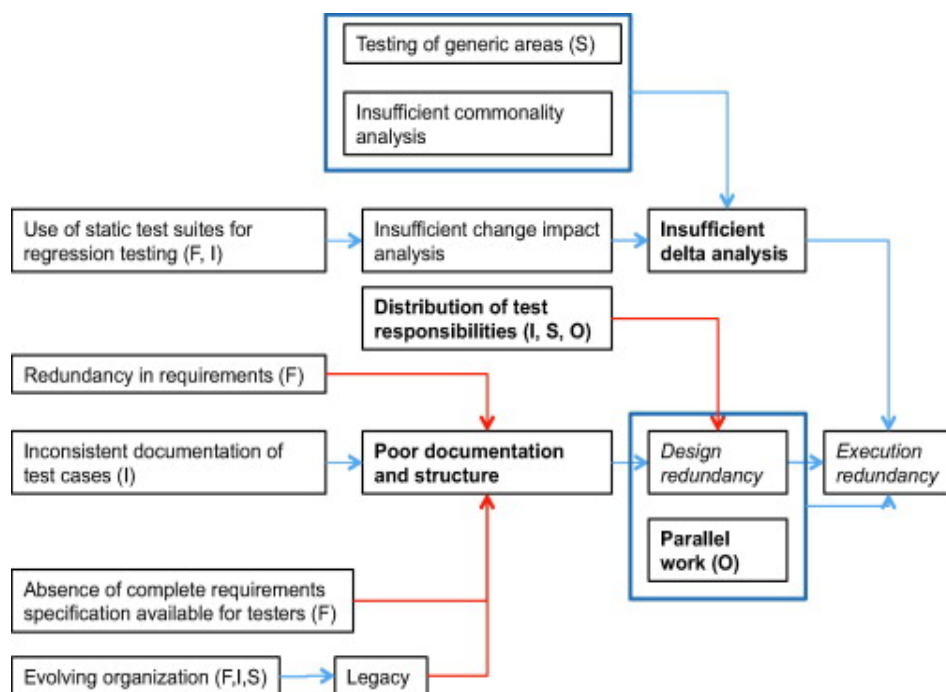 Testing of generic areas (S)
Insufficient commonality
analysis
Use of static test suites for
regression testing (F, I)
Insufficient change impact
analysis
Insufficient
delta analysis
Distribution of test
responsibilities (I, S, O)
Redundancy in requirements (F)
Inconsistent documentation of
test cases (I)
Poor documentation
and structure
Design
redundancy
Execution
redundancy
Parallel
work (O)
Absence of complete requirements
specification available for testers (F)
Evolving organization (F,I,S)
Legacy